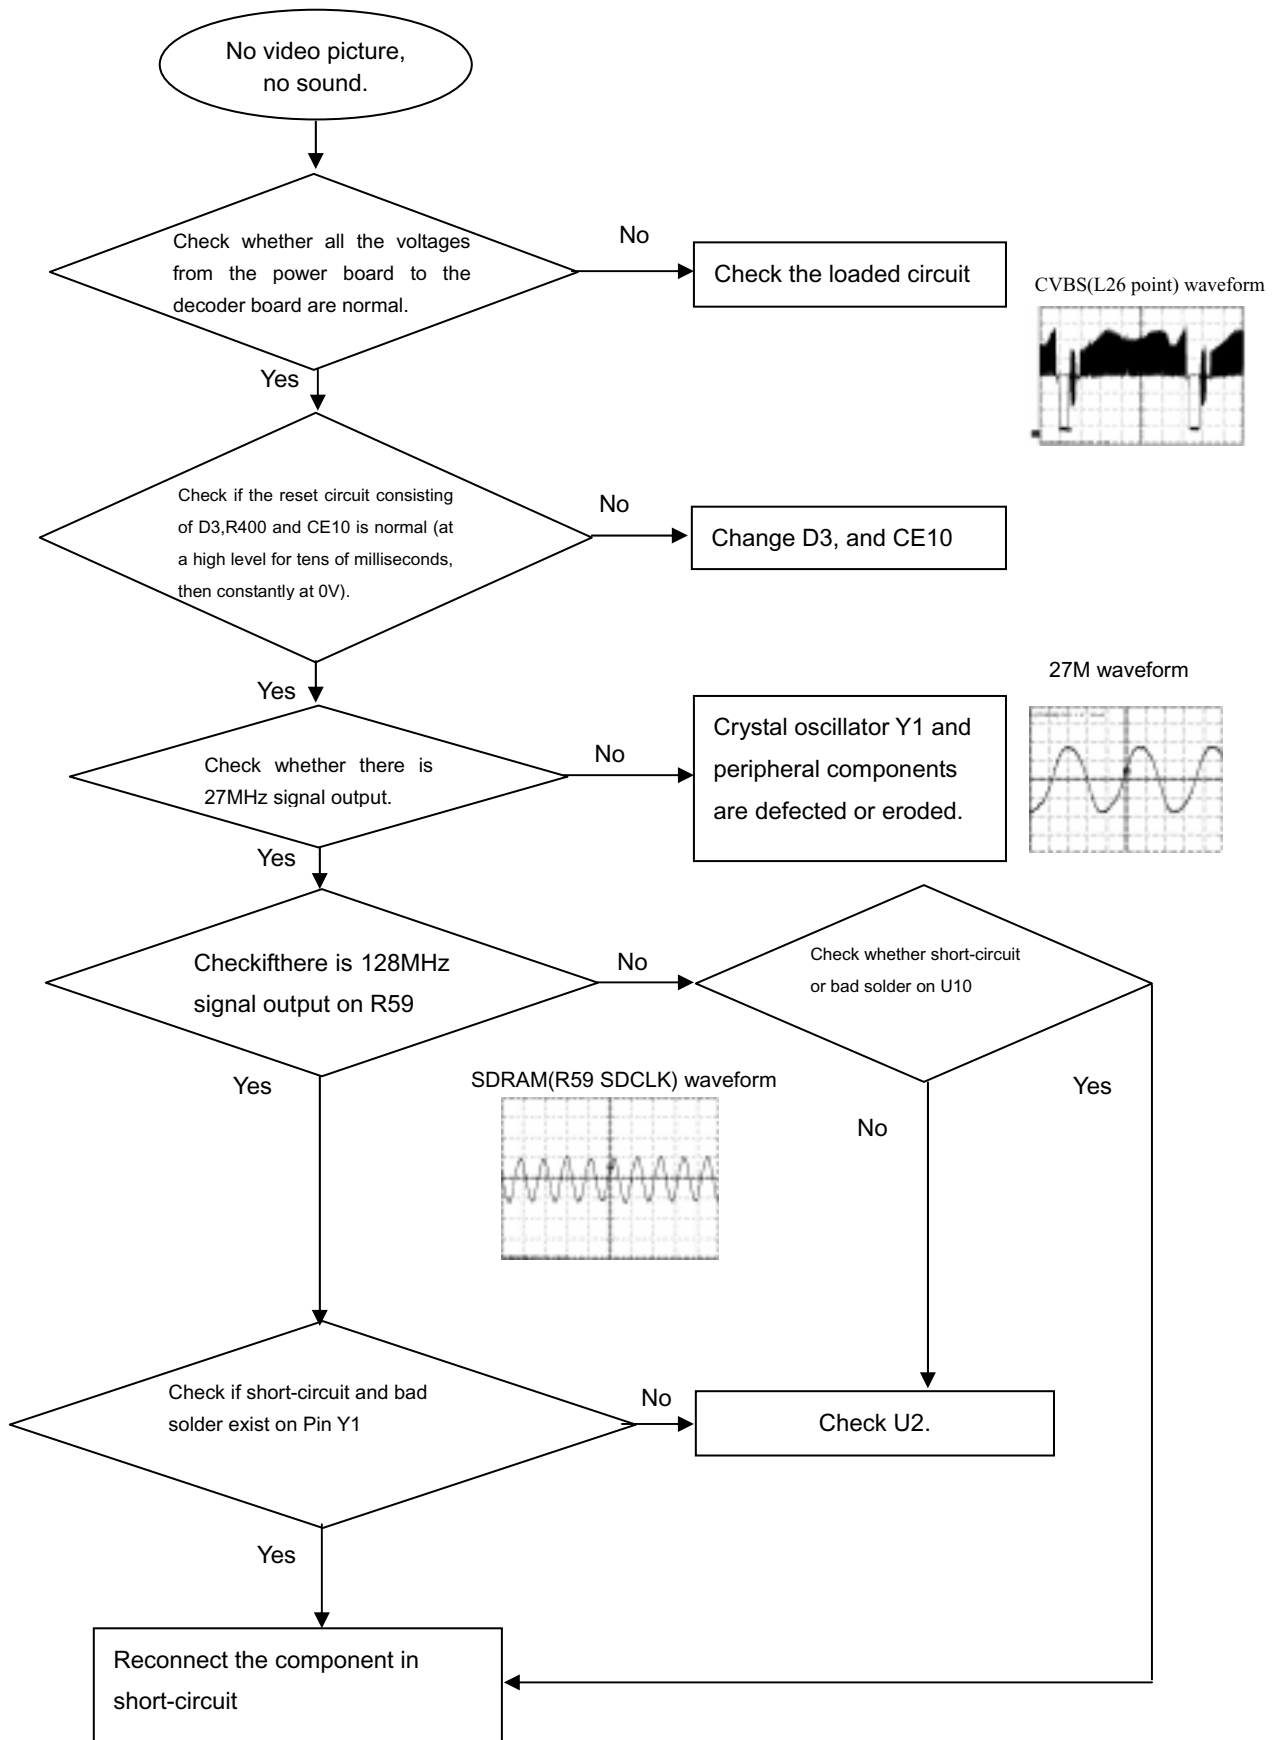 No video picture,
no sound.
Check whether all the voltages
from the power board to the
decoder board are normal.
No
Check the loaded circuit
CVBS(L26 point) waveform
Yes
Check if the reset circuit consisting
of D3,R400 and CE10 is normal (at
a high level for tens of milliseconds,
then constantly at 0V).
No
Change D3, and CE10
Yes
27M waveform
Check whether there is
27MHz signal output.
No
Crystal oscillator Y1 and
peripheral components
are defected or eroded.
Yes
Checkifthere is 128MHz
signal output on R59
No
Check whether short-circuit
or bad solder on U10
Yes
SDRAM(R59 SDCLK) waveform
Yes
No
Check if short-circuit and bad
solder exist on Pin Y1
No
Check U2.
Yes
Reconnect the component in
short-circuit